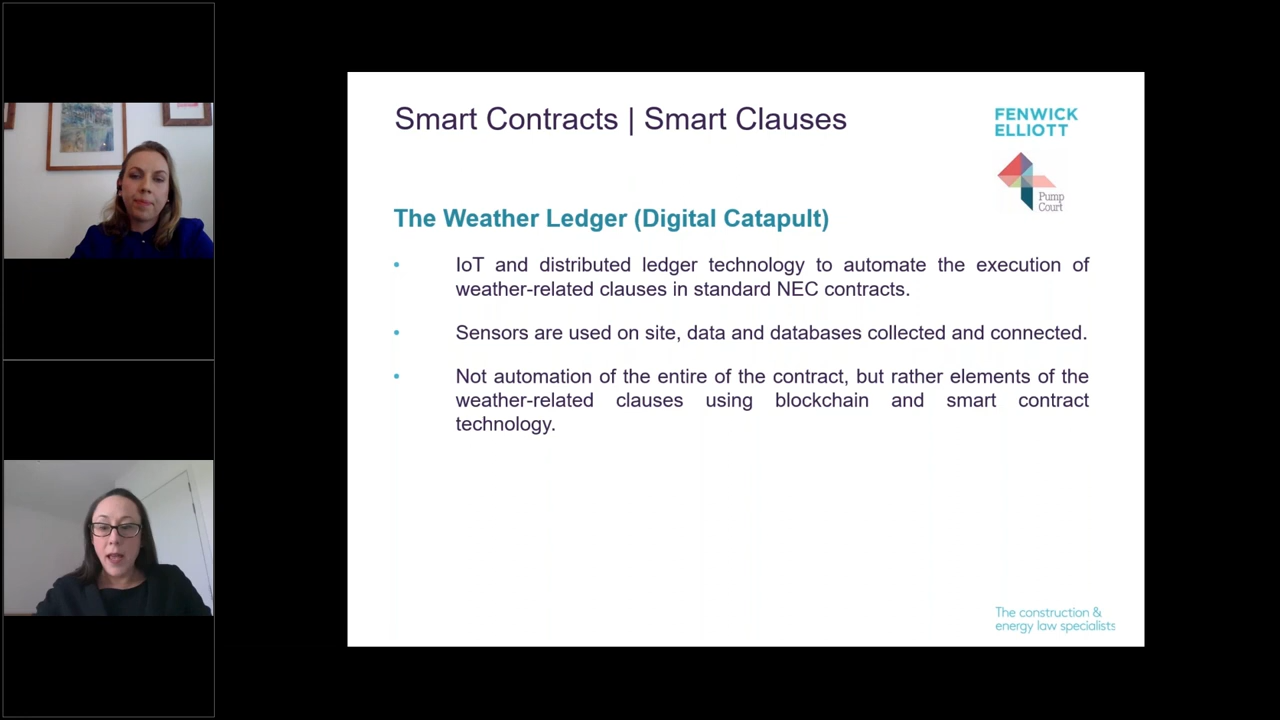 Smart Contracts | Smart Clauses
FENWICK
ELLIOTT
Pump
Court
The Weather Ledger (Digital Catapult)
• IoT and distributed ledger technology to automate the execution of
weather-related clauses in standard NEC contracts.
• Sensors are used on site, data and databases collected and connected.
• Not automation of the entire of the contract, but rather elements of the
weather-related clauses using blockchain and smart contract
technology.
The construction &
energy law specialists